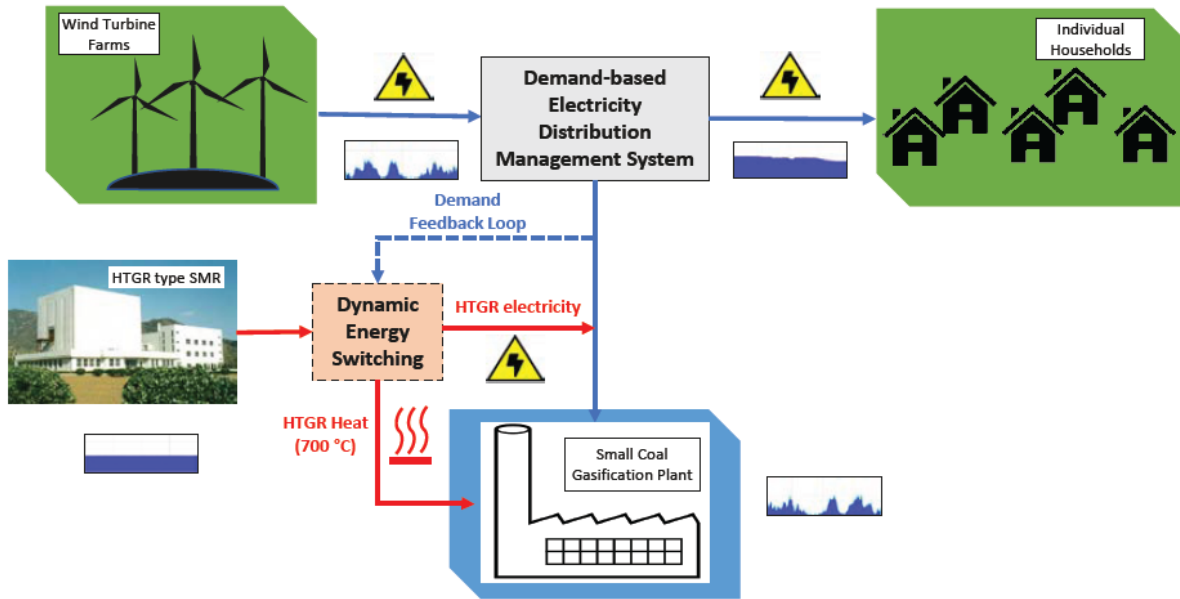 Wind Turbine
Farms
Demand-based
Electricity
Distribution
Management System
Individual
Households
Demand
Feedback Loop
HTGR type SMR
Dynamic
Energy
Switching
HTGR electricity
HTGR Heat
(700 °C)
Small Coal
Gasification Plant